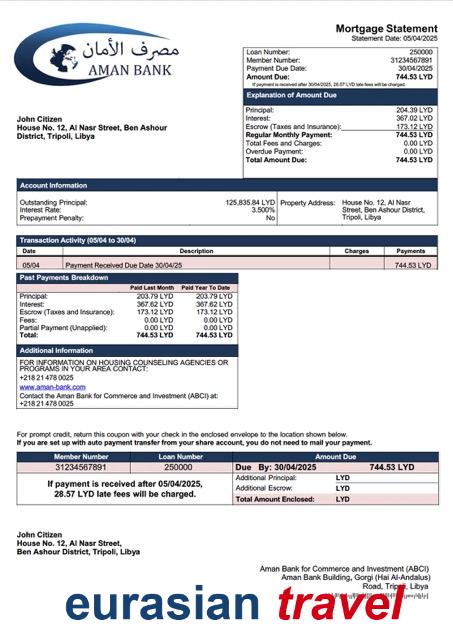 مصرف الأمان
AMAN BANK
Mortgage Statement
Statement Date: 05/04/2025
Loan Number: 250000
Member Number: 31234567891
Payment Due Date: 30/04/2025
Amount Due: 744.53 LYD
If payment is received after 30/04/2025, 28.57 LYD late fees will be charged.
Explanation of Amount Due
Principal: 204.39 LYD
Interest: 367.02 LYD
Escrow (Taxes and Insurance): 173.12 LYD
Regular Monthly Payment: 744.53 LYD
Total Fees and Charges: 0.00 LYD
Overdue Payment: 0.00 LYD
Total Amount Due: 744.53 LYD
John Citizen
House No. 12, Al Nasr Street, Ben Ashour
District, Tripoli, Libya
Account Information
Outstanding Principal: 125,835.84 LYD
Interest Rate: 3.500%
Prepayment Penalty: No
Property Address: House No. 12, Al Nasr
Street, Ben Ashour District,
Tripoli, Libya
Transaction Activity (05/04 to 30/04)
Date Description Charges Payments
05/04 Payment Received Due Date 30/04/25 744.53 LYD
Past Payments Breakdown
Paid Last Month Paid Year To Date
Principal: 203.79 LYD 203.79 LYD
Interest: 367.62 LYD 367.62 LYD
Escrow (Taxes and Insurance): 173.12 LYD 173.12 LYD
Fees: 0.00 LYD 0.00 LYD
Partial Payment (Unapplied): 0.00 LYD 0.00 LYD
Total: 744.53 LYD 744.53 LYD
Additional Information
FOR INFORMATION ON HOUSING COUNSELING AGENCIES OR
PROGRAMS IN YOUR AREA CONTACT:
+218 21 478 0025
www.aman-bank.com
Contact the Aman Bank for Commerce and Investment (ABCI) at:
+218 21 478 0025
For prompt credit, return this coupon with your check in the enclosed envelope to the location shown below.
If you are set up with auto payment transfer from your share account, you do not need to mail your payment.
Member Number Loan Number Amount Due
31234567891 250000 Due By: 30/04/2025 744.53 LYD
If payment is received after 05/04/2025,
28.57 LYD late fees will be charged.
Additional Principal: LYD
Additional Escrow: LYD
Total Amount Enclosed: LYD
John Citizen
House No. 12, Al Nasr Street,
Ben Ashour District, Tripoli, Libya
Aman Bank for Commerce and Investment (ABCI)
Aman Bank Building, Gorgi (Hai Al-Andalus)
Road, Tripoli, Libya
eurasian travel